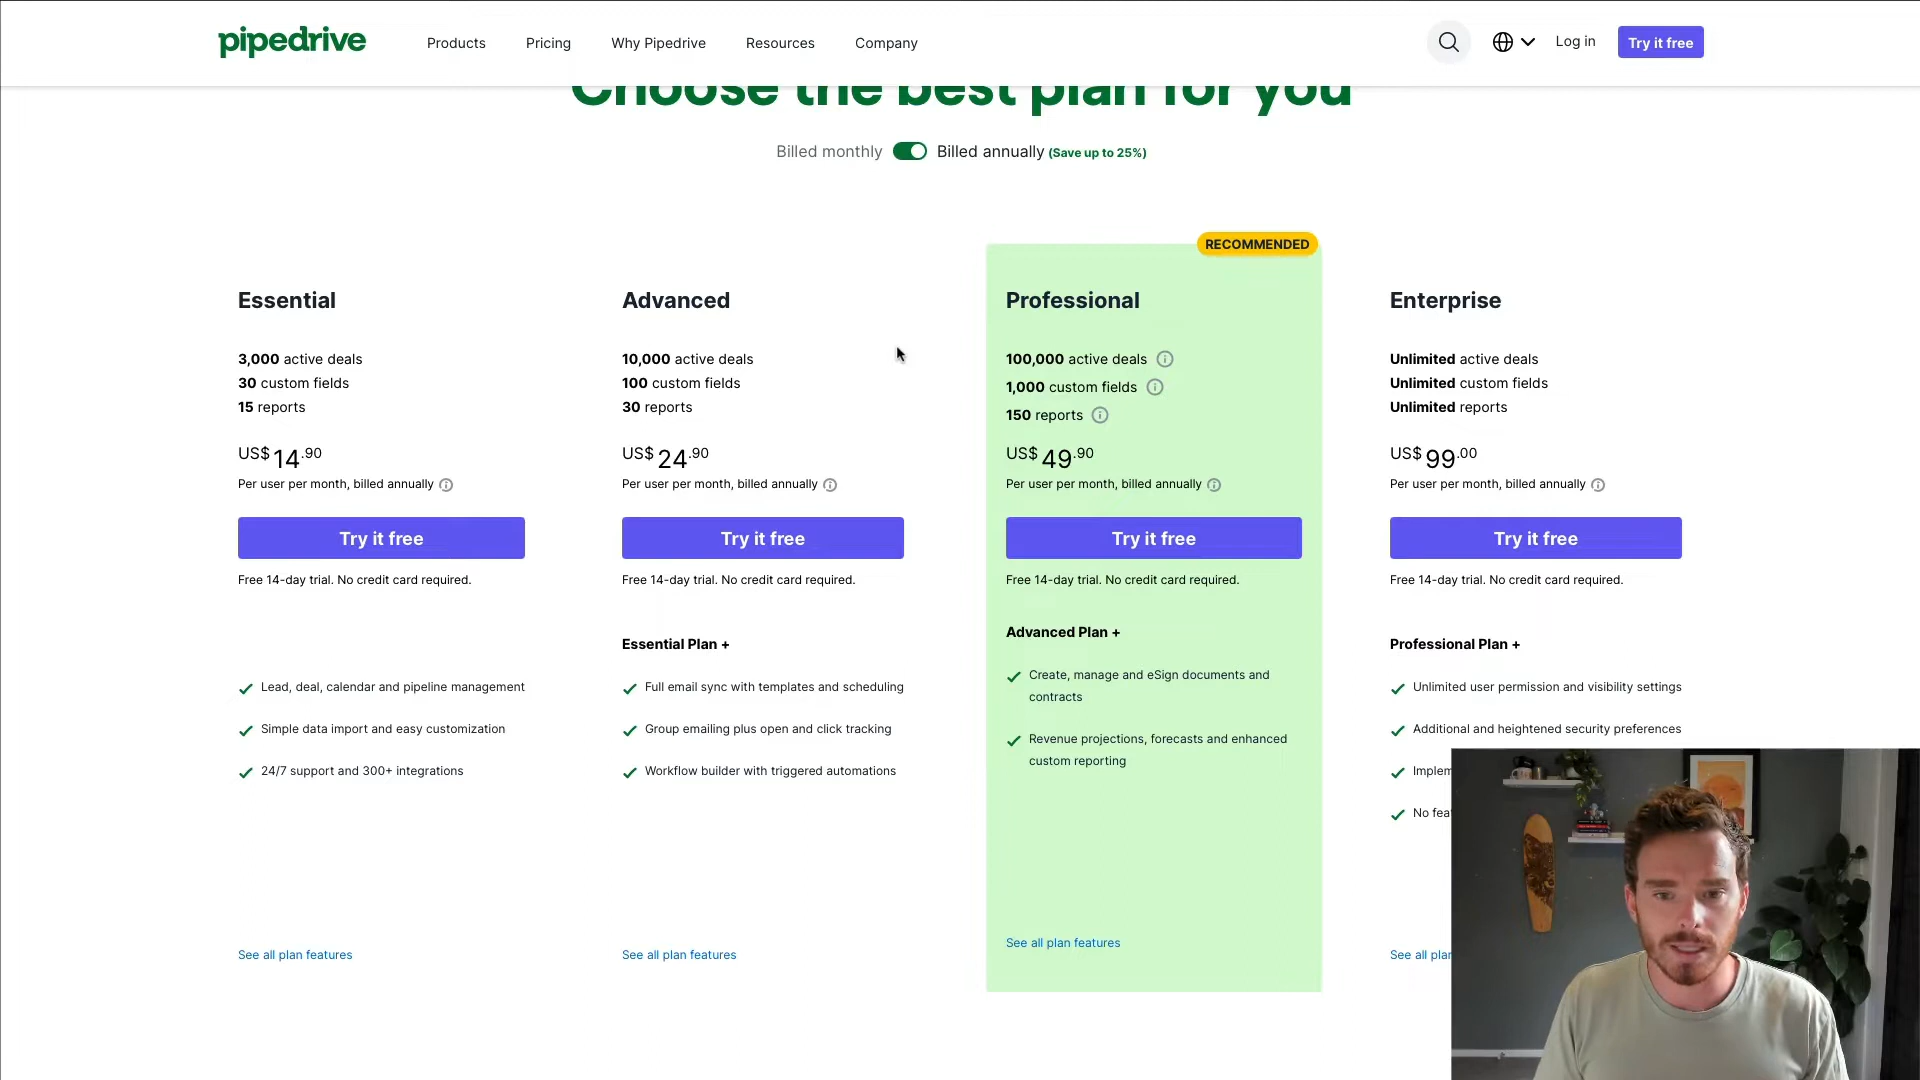 pipedrive
Products
Pricing
Why Pipedrive
Resources
Company
Log in
Try it free
Choose the best plan for you
Billed monthly
Billed annually (Save up to 25%)
RECOMMENDED
Essential
3,000 active deals
30 custom fields
15 reports
US$ 14.90
Per user per month, billed annually
Try it free
Free 14-day trial. No credit card required.
Lead, deal, calendar and pipeline management
Simple data import and easy customization
24/7 support and 300+ integrations
See all plan features
Advanced
10,000 active deals
100 custom fields
30 reports
US$ 24.90
Per user per month, billed annually
Try it free
Free 14-day trial. No credit card required.
Essential Plan +
Full email sync with templates and scheduling
Group emailing plus open and click tracking
Workflow builder with triggered automations
See all plan features
Professional
100,000 active deals
1,000 custom fields
150 reports
US$ 49.90
Per user per month, billed annually
Try it free
Free 14-day trial. No credit card required.
Advanced Plan +
Create, manage and eSign documents and
contracts
Revenue projections, forecasts and enhanced
custom reporting
See all plan features
Enterprise
Unlimited active deals
Unlimited custom fields
Unlimited reports
US$ 99.00
Per user per month, billed annually
Try it free
Free 14-day trial. No credit card required.
Professional Plan +
Unlimited user permission and visibility settings
Additional and heightened security preferences
No
See all